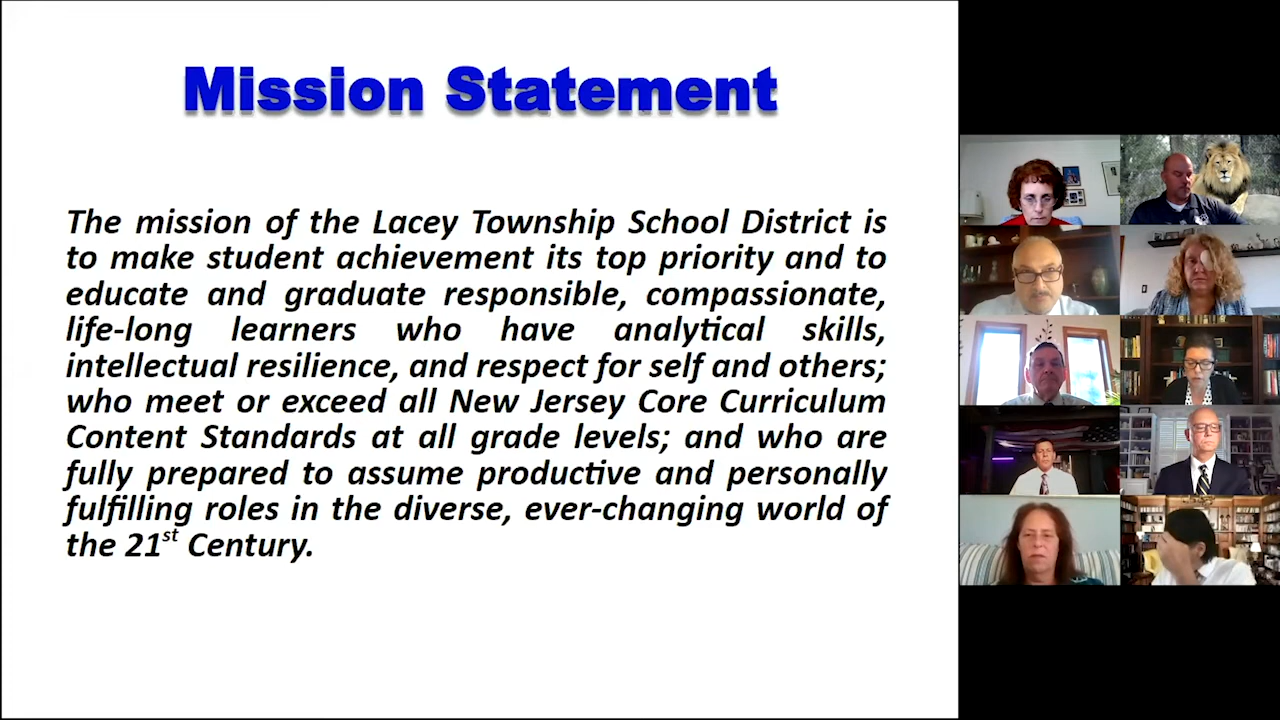 Mission Statement
The mission of the Lacey Township School District is
to make student achievement its top priority and to
educate and graduate responsible, compassionate,
life-long learners who have analytical skills,
intellectual resilience, and respect for self and others;
who meet or exceed all New Jersey Core Curriculum
Content Standards at all grade levels; and who are
fully prepared to assume productive and personally
fulfilling roles in the diverse, ever-changing world of
the 21st Century.